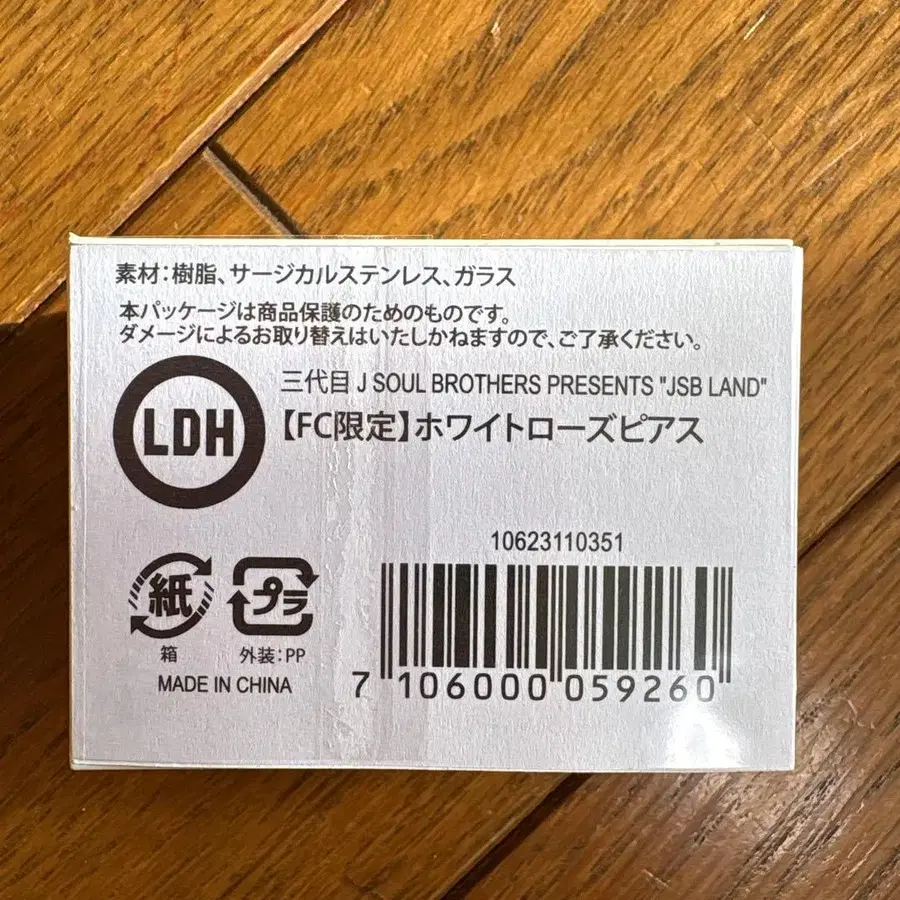 素材：樹脂、サージカルステンレス、ガラス
本パッケージは商品保護のためのものです。
ダメージによるお取り替えはいたしかねますので、ご了承ください。
LDH
三代目 J SOUL BROTHERS PRESENTS "JSB LAND"
【FC限定】ホワイトローズピアス
10623110351
紙
プラ
箱
外装：PP
MADE IN CHINA
7 106000 059260